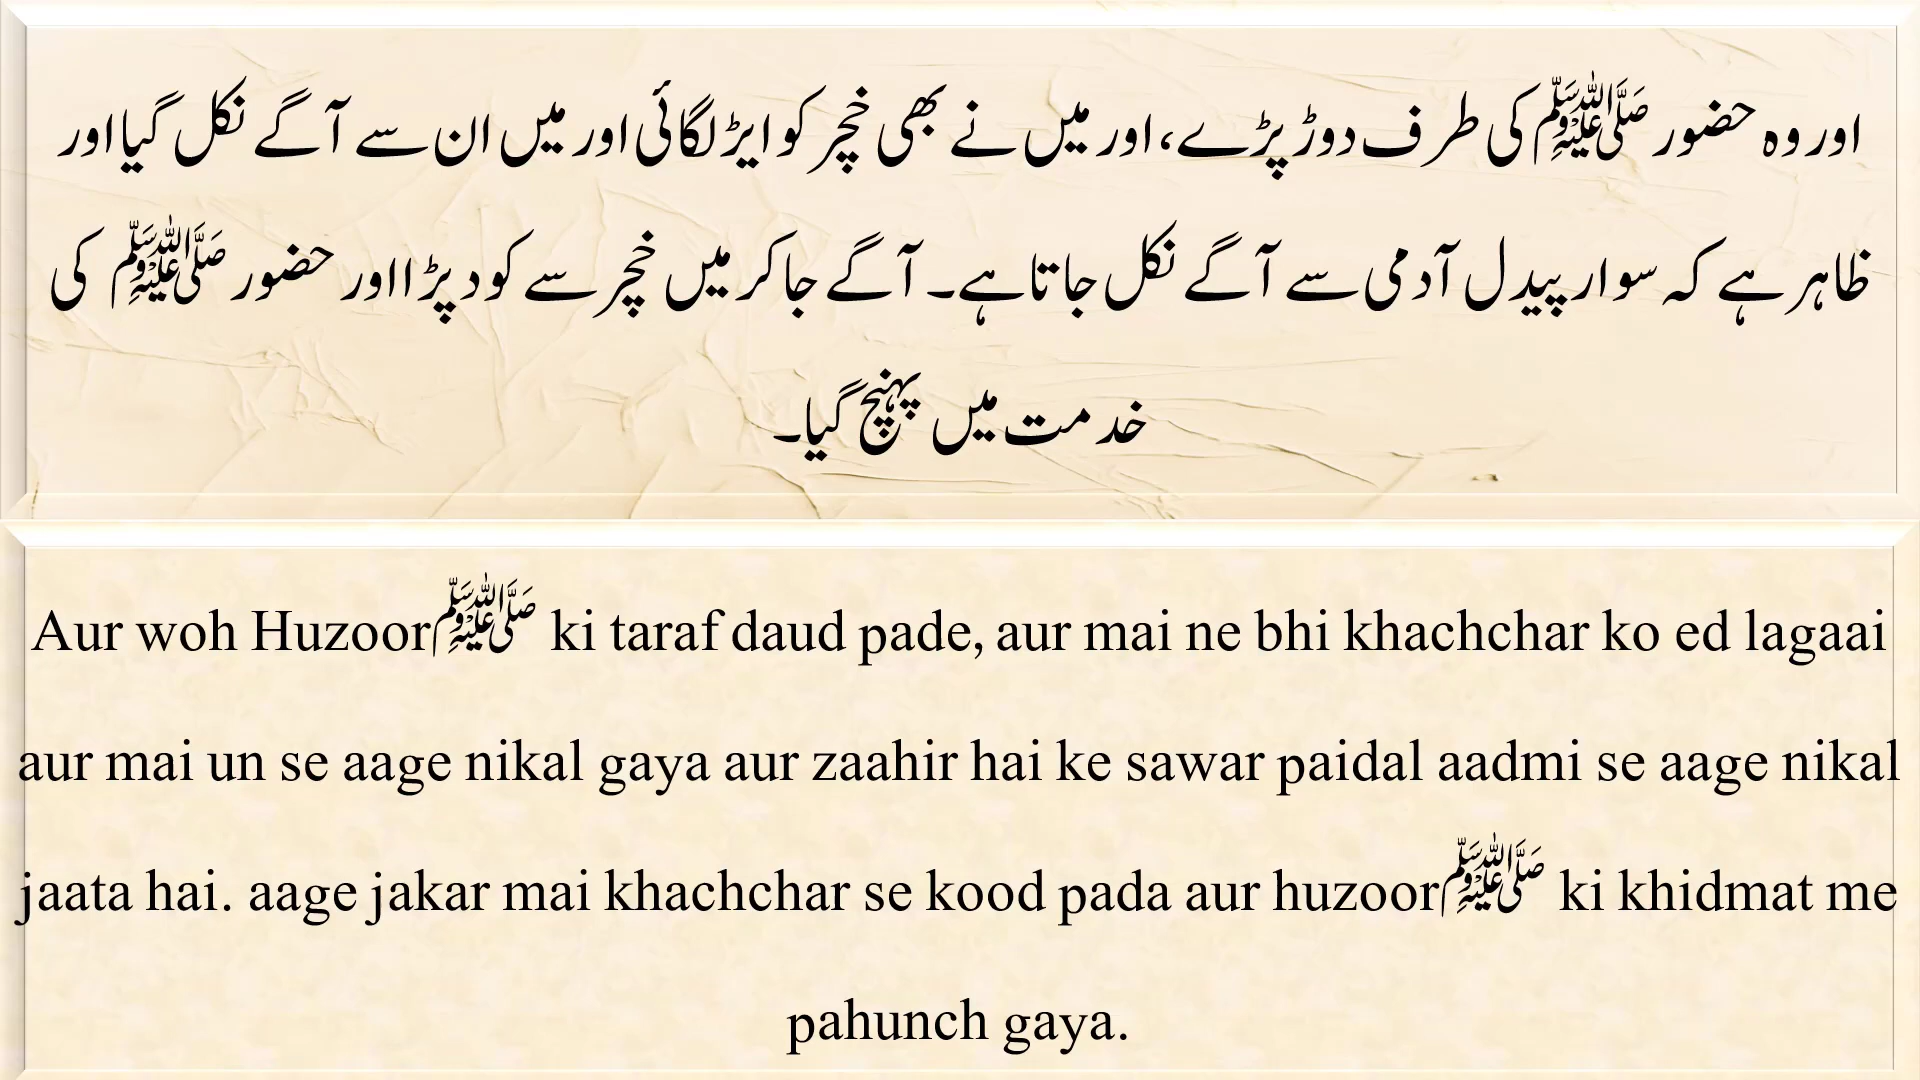 اور وہ حضور ﷺ کی طرف دوڑ پڑے، اور میں نے بھی خچر کو ایڑ لگائی اور میں ان سے آگے نکل گیا اور
ظاہر ہے کہ سوار پیدل آدمی سے آگے نکل جاتا ہے۔ آگے جا کر میں خچر سے کود پڑا اور حضور ﷺ کی
خدمت میں پہنچ گیا۔
Aur woh Huzoorﷺ ki taraf daud pade, aur mai ne bhi khachchar ko ed lagaai
aur mai un se aage nikal gaya aur zaahir hai ke sawar paidal aadmi se aage nikal
jaata hai. aage jakar mai khachchar se kood pada aur huzoorﷺ ki khidmat me
pahunch gaya.